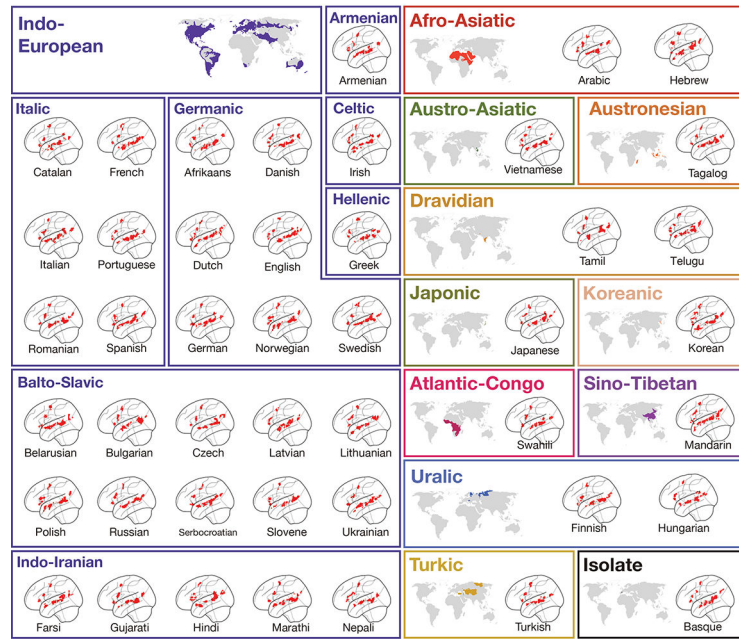 Indo-
European
Armenian
Armenian
Afro-Asiatic
Arabic
Hebrew
Italic
Catalan
French
Italian
Portuguese
Romanian
Spanish
Germanic
Afrikaans
Danish
Dutch
English
German
Norwegian
Swedish
Celtic
Irish
Hellenic
Greek
Austro-Asiatic
Vietnamese
Austronesian
Tagalog
Dravidian
Tamil
Telugu
Japonic
Japanese
Koreanic
Korean
Balto-Slavic
Belarusian
Bulgarian
Czech
Latvian
Lithuanian
Polish
Russian
Serbocroatian
Slovene
Ukrainian
Atlantic-Congo
Swahili
Sino-Tibetan
Mandarin
Uralic
Finnish
Hungarian
Indo-Iranian
Farsi
Gujarati
Hindi
Marathi
Nepali
Turkic
Turkish
Isolate
Basque